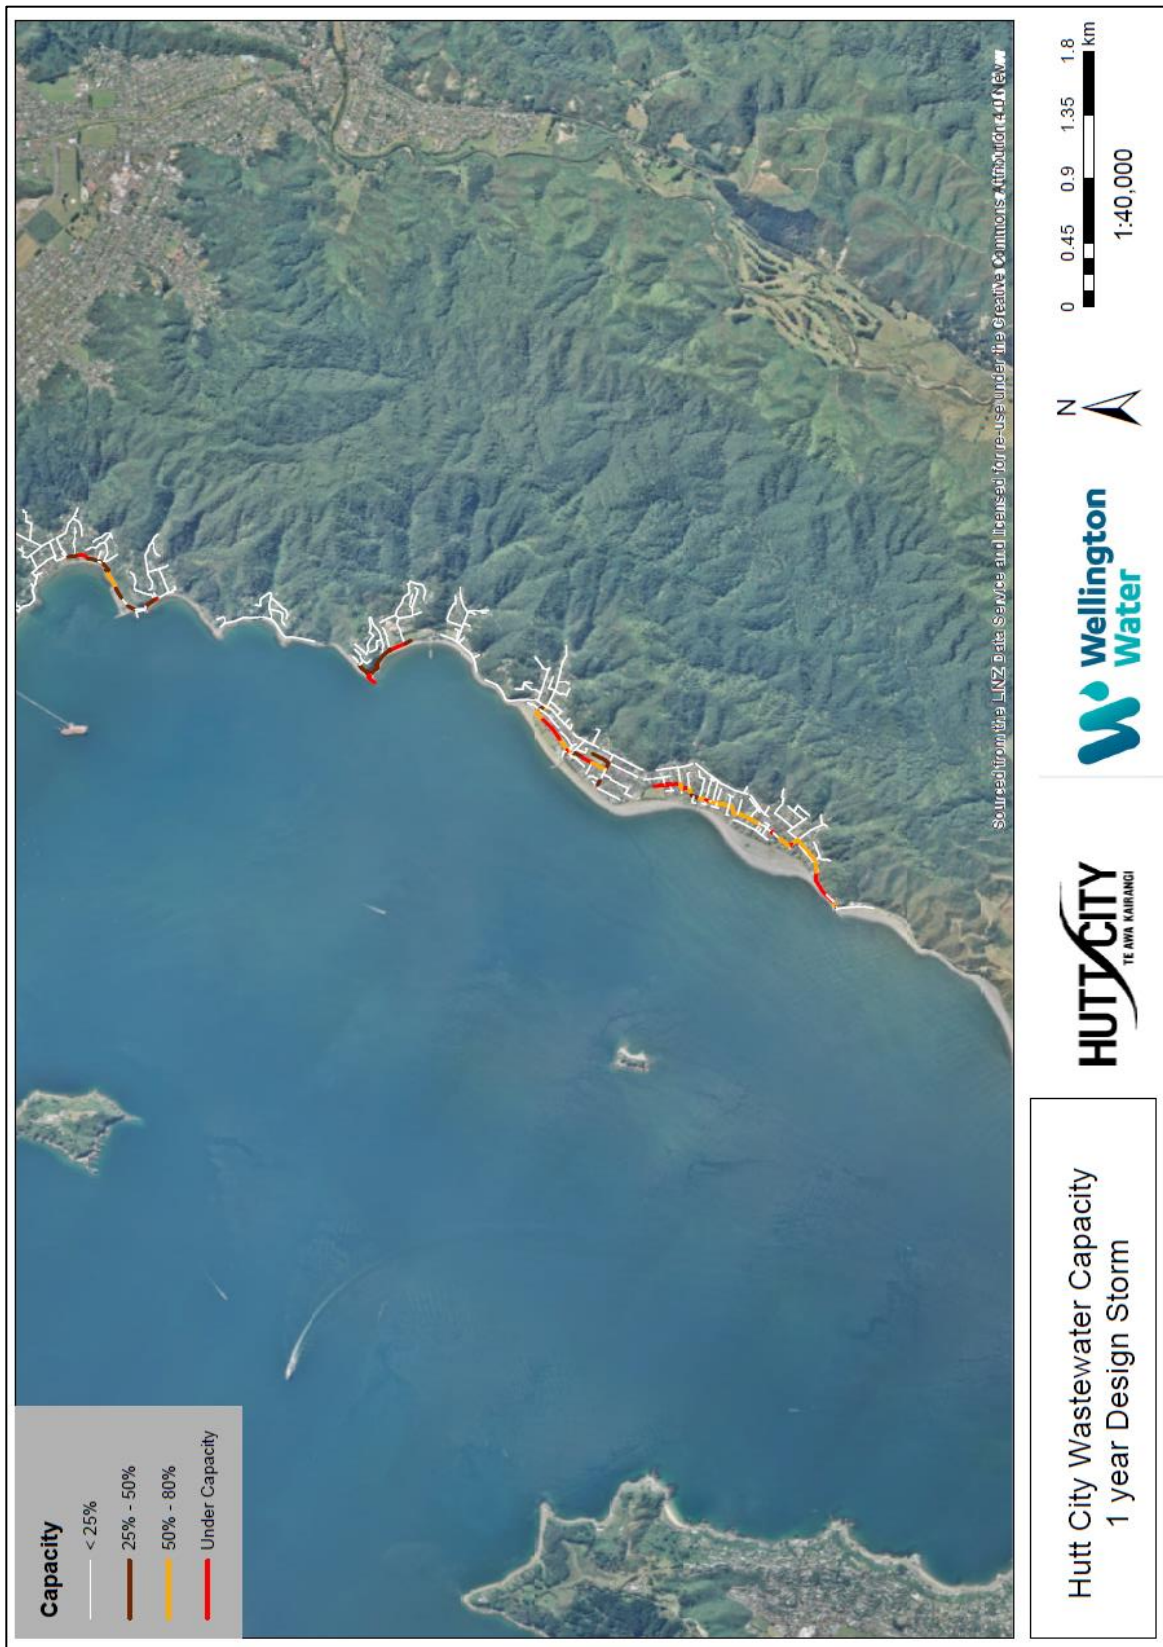 Capacity
< 25%
25% - 50%
50% - 80%
Under Capacity
Sourced from the LINZ Data Service and licensed for re-use under the Creative Commons Attribution 4.0 New
Hutt City Wastewater Capacity
1 year Design Storm
HUTT CITY
TE AWA KAIRANGI
Wellington
Water
N
0 0.45 0.9 1.35 1.8
km
1:40,000